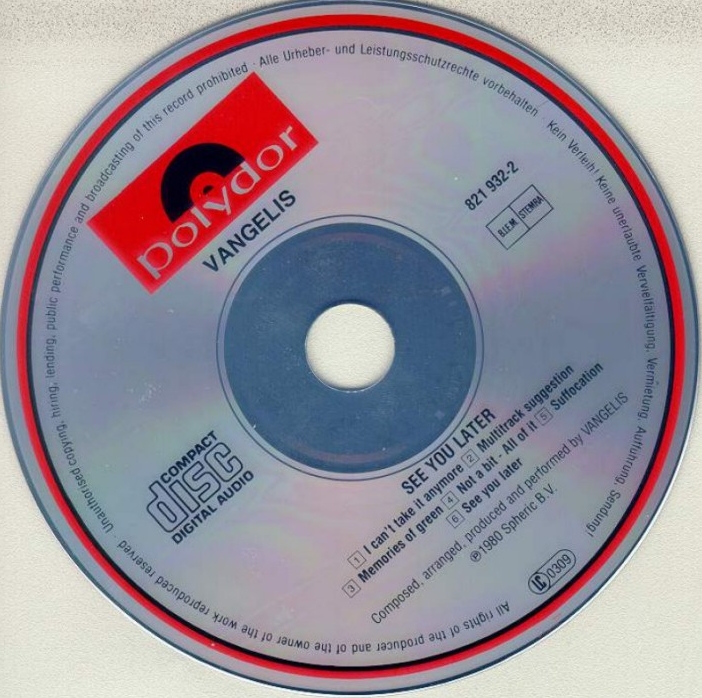 polydor
VANGELIS
821 932-2
B.I.E.M. STEMRA
COMPACT
disc
DIGITAL AUDIO
SEE YOU LATER
1 I can't take it anymore 2 Multitrack suggestion
3 Memories of green 4 Not a bit - All of it 5 Suffocation
6 See you later
Composed, arranged, produced and performed by VANGELIS
℗ 1980 Spheric B.V.
LC 0309
All rights of the producer and of the owner of the work reproduced reserved Unauthorised copying, hiring, lending, public performance and broadcasting of this record prohibited · Alle Urheber- und Leistungsschutzrechte vorbehalten Kein Verleih! Keine unerlaubte Vervielfältigung, Vermietung, Aufführung, Sendung!